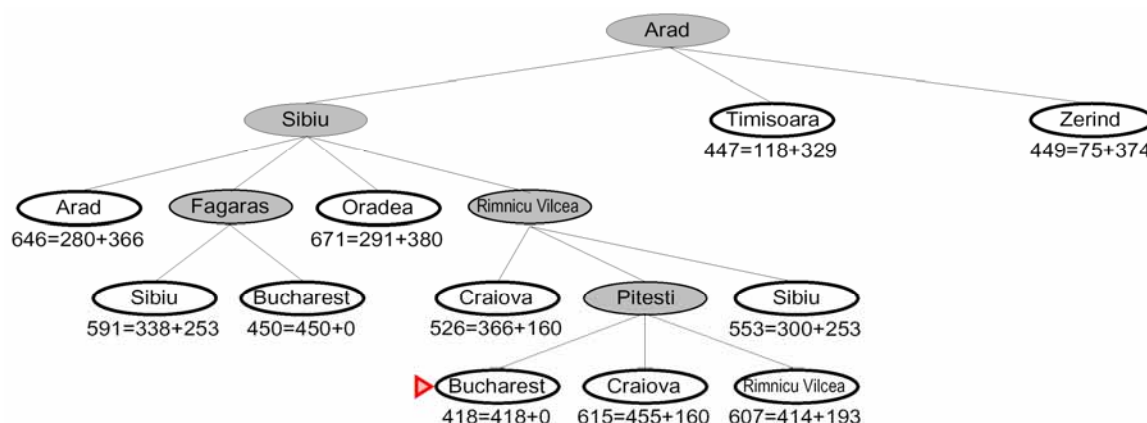 Arad
Sibiu Timisoara Zerind
447=118+329 449=75+374
Arad Fagaras Oradea Rimnicu Vilcea
646=280+366 671=291+380
Sibiu Bucharest Craiova Pitesti Sibiu
591=338+253 450=450+0 526=366+160 553=300+253
Bucharest Craiova Rimnicu Vilcea
418=418+0 615=455+160 607=414+193